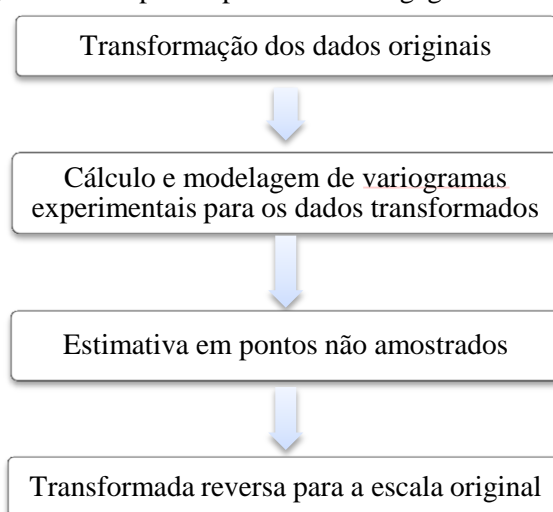 Transformação dos dados originais
Cálculo e modelagem de variogramas
experimentais para os dados transformados
Estimativa em pontos não amostrados
Transformada reversa para a escala original